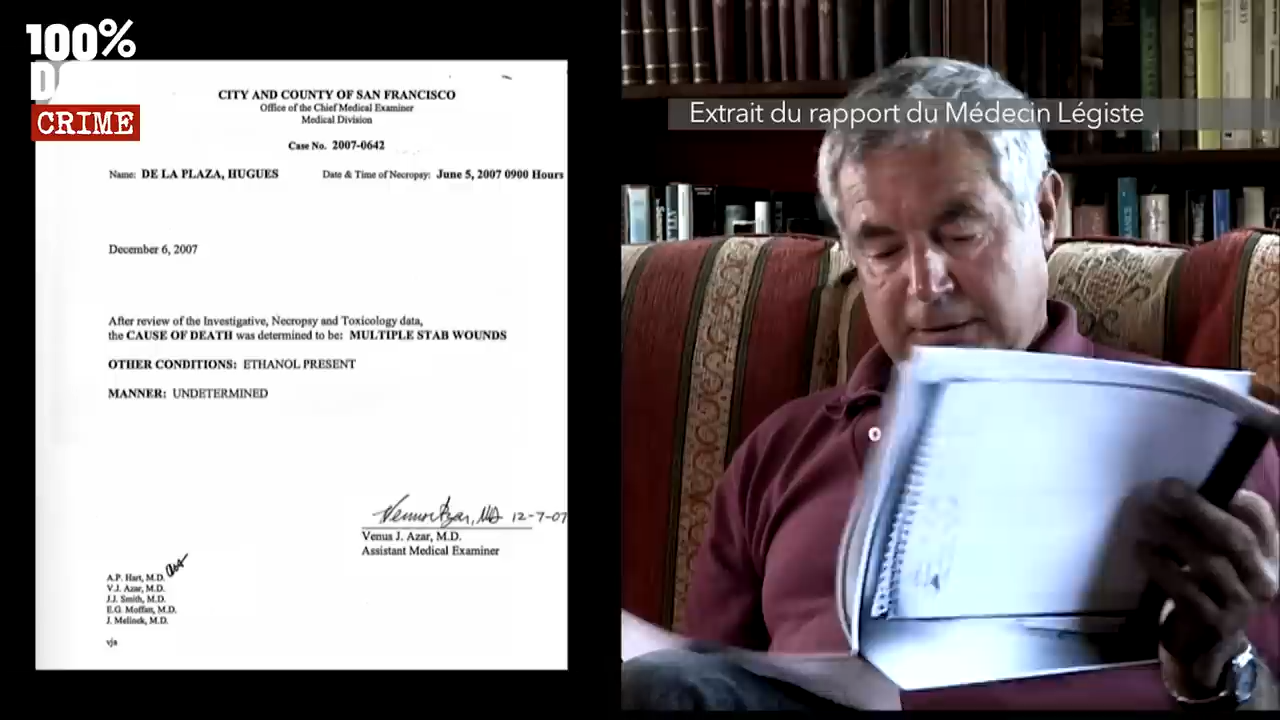 100%
CRIME
Extrait du rapport du Médecin Légiste
CITY AND COUNTY OF SAN FRANCISCO
Office of the Chief Medical Examiner
Medical Division
Case No. 2007-0642
Name: DE LA PLAZA, HUGUES Date & Time of Necropsy: June 5, 2007 0900 Hours
December 6, 2007
After review of the Investigative, Necropsy and Toxicology data,
the CAUSE OF DEATH was determined to be: MULTIPLE STAB WOUNDS
OTHER CONDITIONS: ETHANOL PRESENT
MANNER: UNDETERMINED
12-7-07
Venus J. Azar, M.D.
Assistant Medical Examiner
A.P. Hart, M.D.
V.J. Azar, M.D.
J.J. Smith, M.D.
E.G. Moffan, M.D.
J. Melinek, M.D.
vja